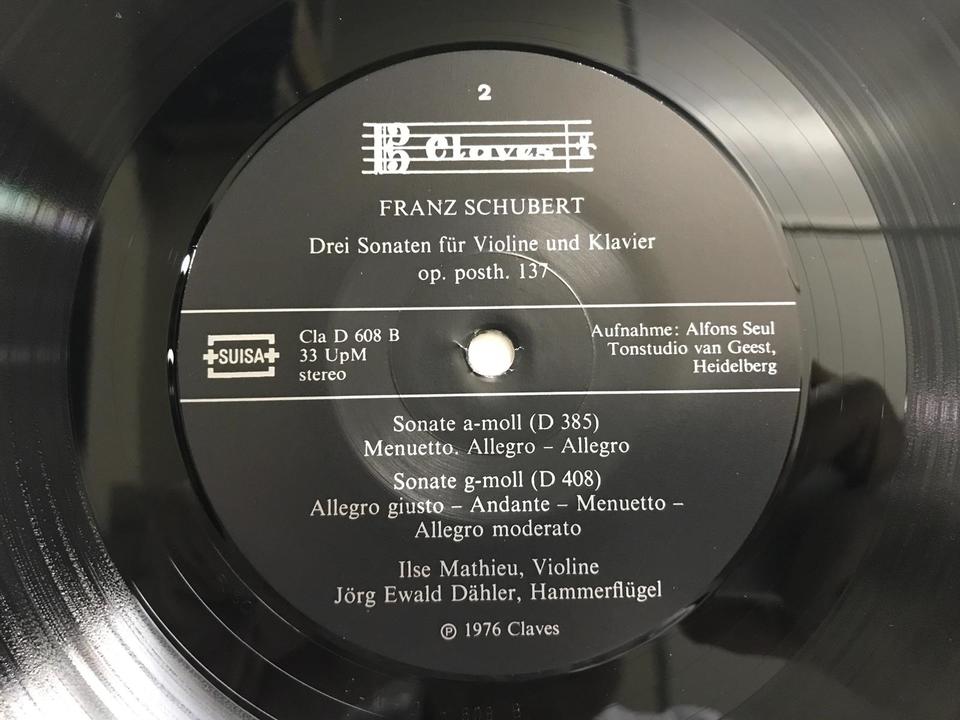 2
Claves
FRANZ SCHUBERT
Drei Sonaten für Violine und Klavier
op. posth. 137
SUISA
Cla D 608 B
33 UpM
stereo
Aufnahme: Alfons Seul
Tonstudio van Geest,
Heidelberg
Sonate a-moll (D 385)
Menuetto. Allegro – Allegro
Sonate g-moll (D 408)
Allegro giusto – Andante – Menuetto –
Allegro moderato
Ilse Mathieu, Violine
Jörg Ewald Dähler, Hammerflügel
℗ 1976 Claves